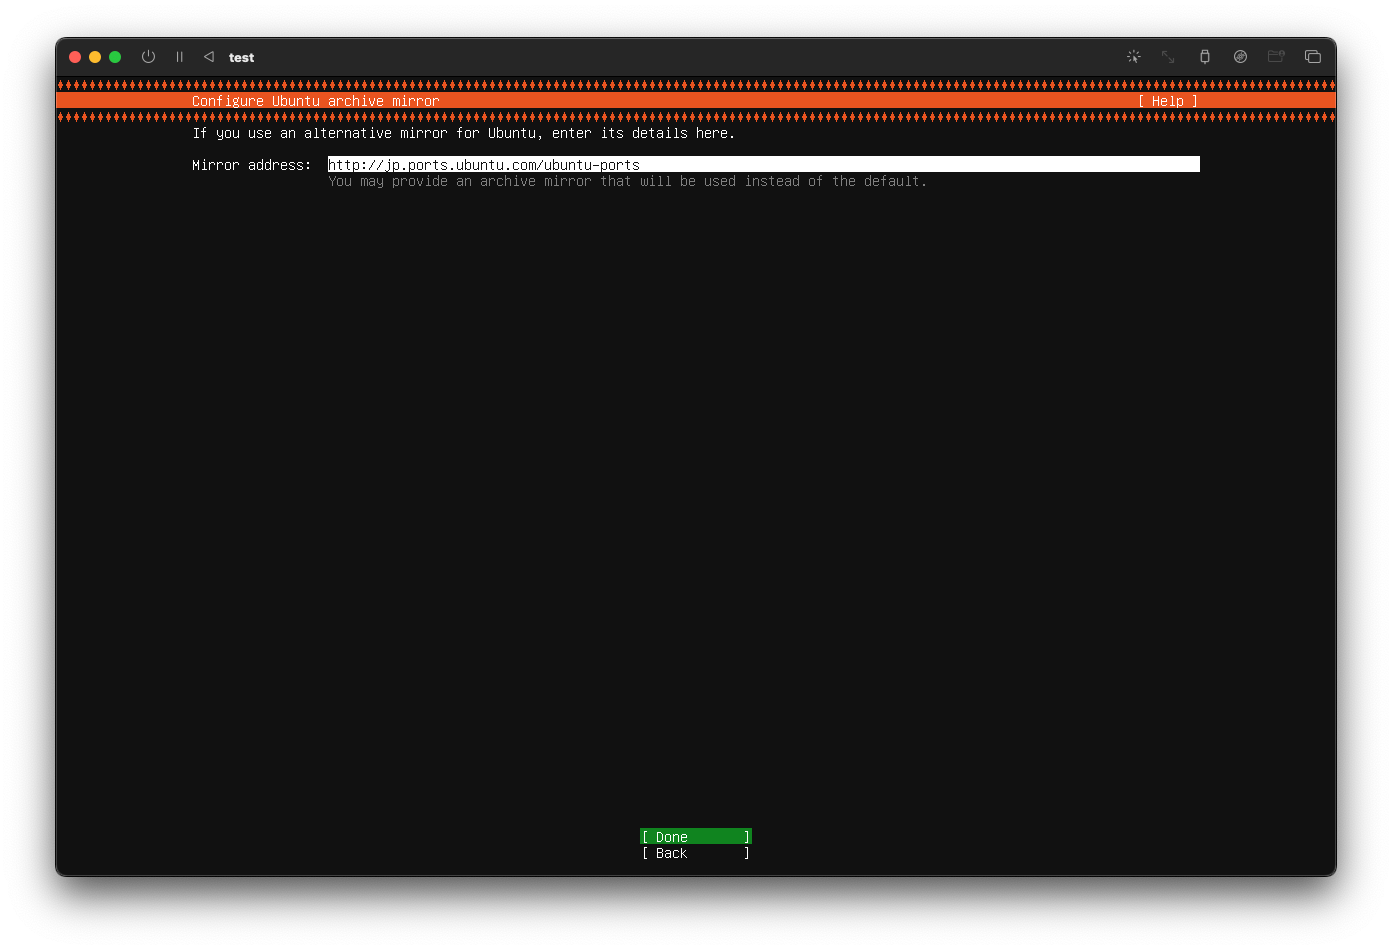 test
Configure Ubuntu archive mirror [ Help ]
If you use an alternative mirror for Ubuntu, enter its details here.
Mirror address: http://jp.ports.ubuntu.com/ubuntu-ports
You may provide an archive mirror that will be used instead of the default.
[ Done ]
[ Back ]